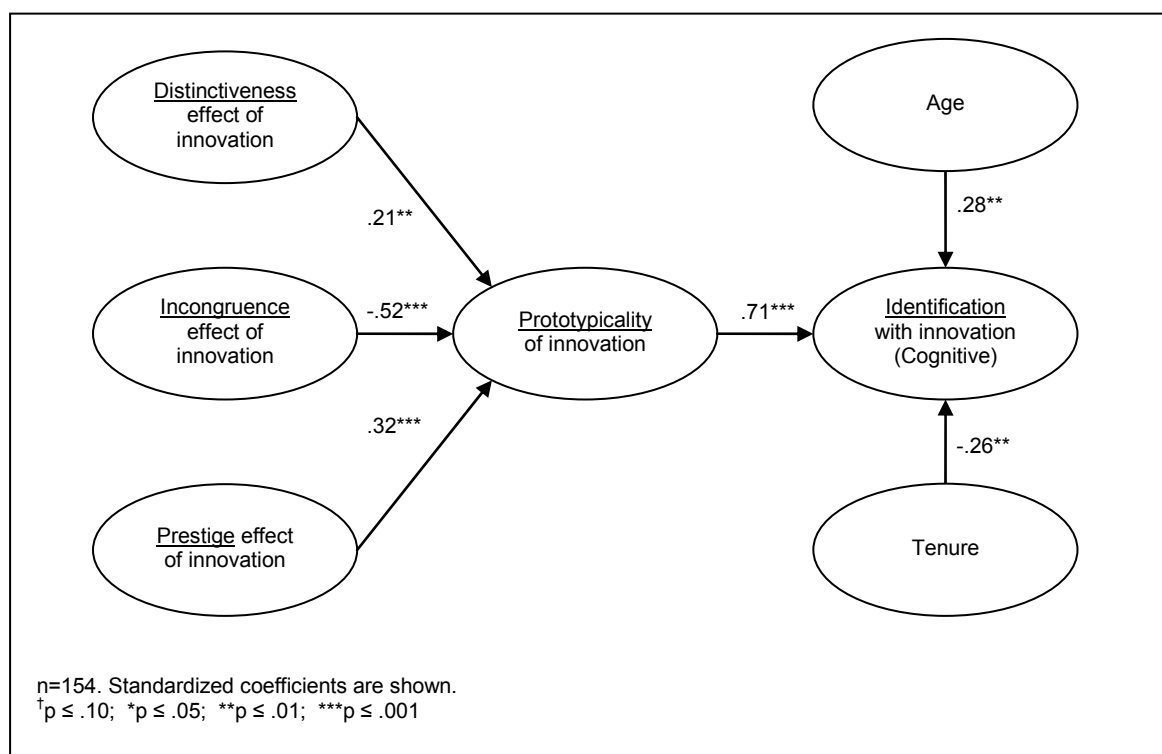 Distinctiveness
effect of
innovation
Age
.21**
.28**
Incongruence
effect of
innovation
-.52***
Prototypicality
of innovation
.71***
Identification
with innovation
(Cognitive)
.32***
-.26**
Prestige effect
of innovation
Tenure
n=154. Standardized coefficients are shown.
†p ≤ .10; *p ≤ .05; **p ≤ .01; ***p ≤ .001